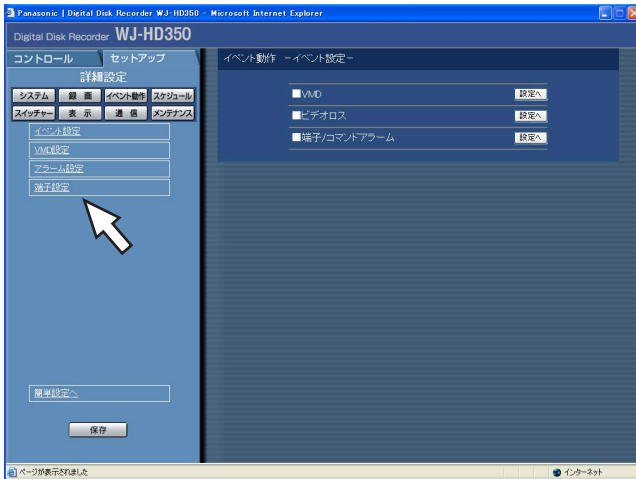 Panasonic | Digital Disk Recorder WJ-HD350 - Microsoft Internet Explorer
Digital Disk Recorder WJ-HD350
コントロール セットアップ
詳細設定
システム 録 画 イベント動作 スケジュール
スイッチャー 表 示 通 信 メンテナンス
イベント設定
VMD設定
アラーム設定
端子設定
簡単設定へ
保存
イベント動作 -イベント設定-
■VMD 設定へ
■ビデオロス 設定へ
■端子/コマンドアラーム 設定へ
ページが表示されました インターネット